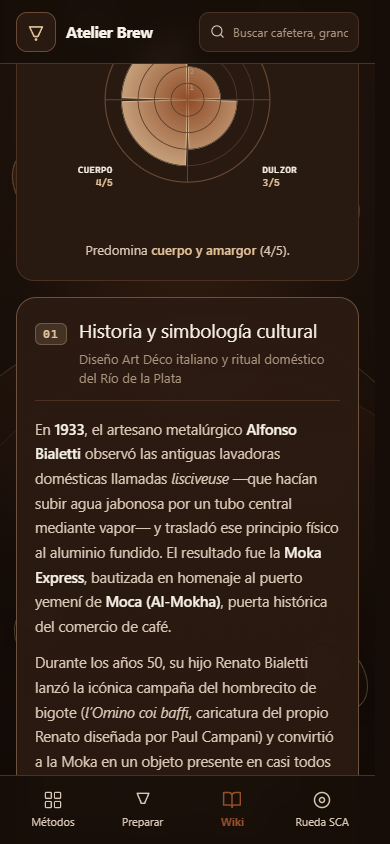 Atelier Brew
Buscar cafetera, granc
CUERPO
4/5
DULZOR
3/5
Predomina cuerpo y amargor (4/5).
01
Historia y simbología cultural
Diseño Art Déco italiano y ritual doméstico
del Río de la Plata
En 1933, el artesano metalúrgico Alfonso
Bialetti observó las antiguas lavadoras
domésticas llamadas lisciveuse —que hacían
subir agua jabonosa por un tubo central
mediante vapor— y trasladó ese principio físico
al aluminio fundido. El resultado fue la Moka
Express, bautizada en homenaje al puerto
yemení de Moca (Al-Mokha), puerta histórica
del comercio de café.
Durante los años 50, su hijo Renato Bialetti
lanzó la icónica campaña del hombrecito de
bigote (l'Omino coi baffi, caricatura del propio
Renato diseñada por Paul Campani) y convirtió
a la Moka en un objeto presente en casi todos
Métodos
Preparar
Wiki
Rueda SCA